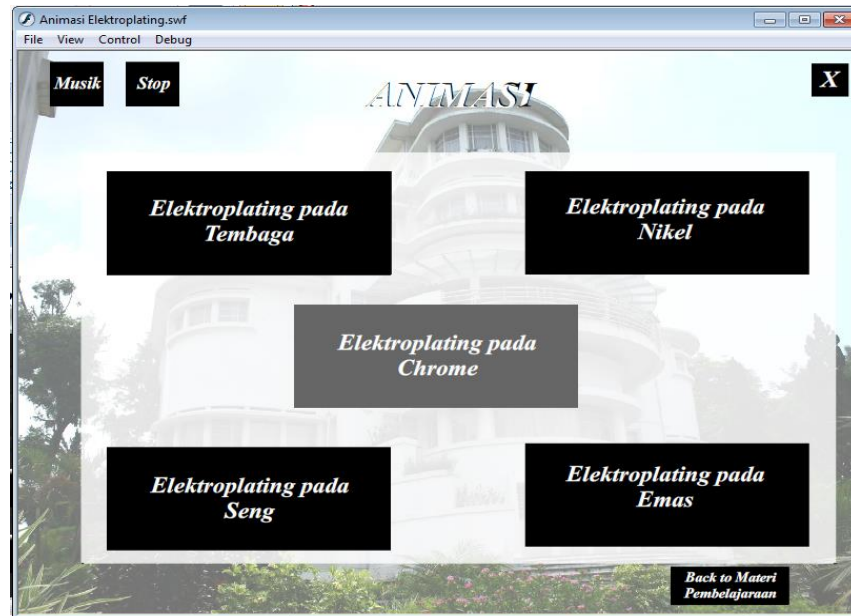 Animasi Elektroplating.swf
File View Control Debug
Musik
Stop
ANIMASI
X
Elektroplating pada
Tembaga
Elektroplating pada
Nikel
Elektroplating pada
Chrome
Elektroplating pada
Seng
Elektroplating pada
Emas
Back to Materi
Pembelajaraan